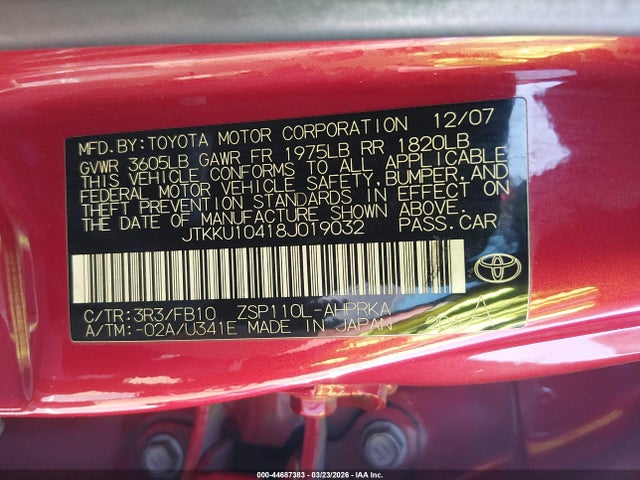 MFD.BY:TOYOTA MOTOR CORPORATION 12/07
GVWR 3605LB GAWR FR 1975LB RR 1820LB
THIS VEHICLE CONFORMS TO ALL APPLICABLE
FEDERAL MOTOR VEHICLE SAFETY,BUMPER,AND
THEFT PREVENTION STANDARDS IN EFFECT ON
THE DATE OF MANUFACTURE SHOWN ABOVE.
JTKKU10418J019032 PASS.CAR
C/TR:3R3/FB10 ZSP110L-AHPRKA
A/TM:-02A/U341E MADE IN JAPAN
000-44687383 - 03/23/2026 - IAA Inc.